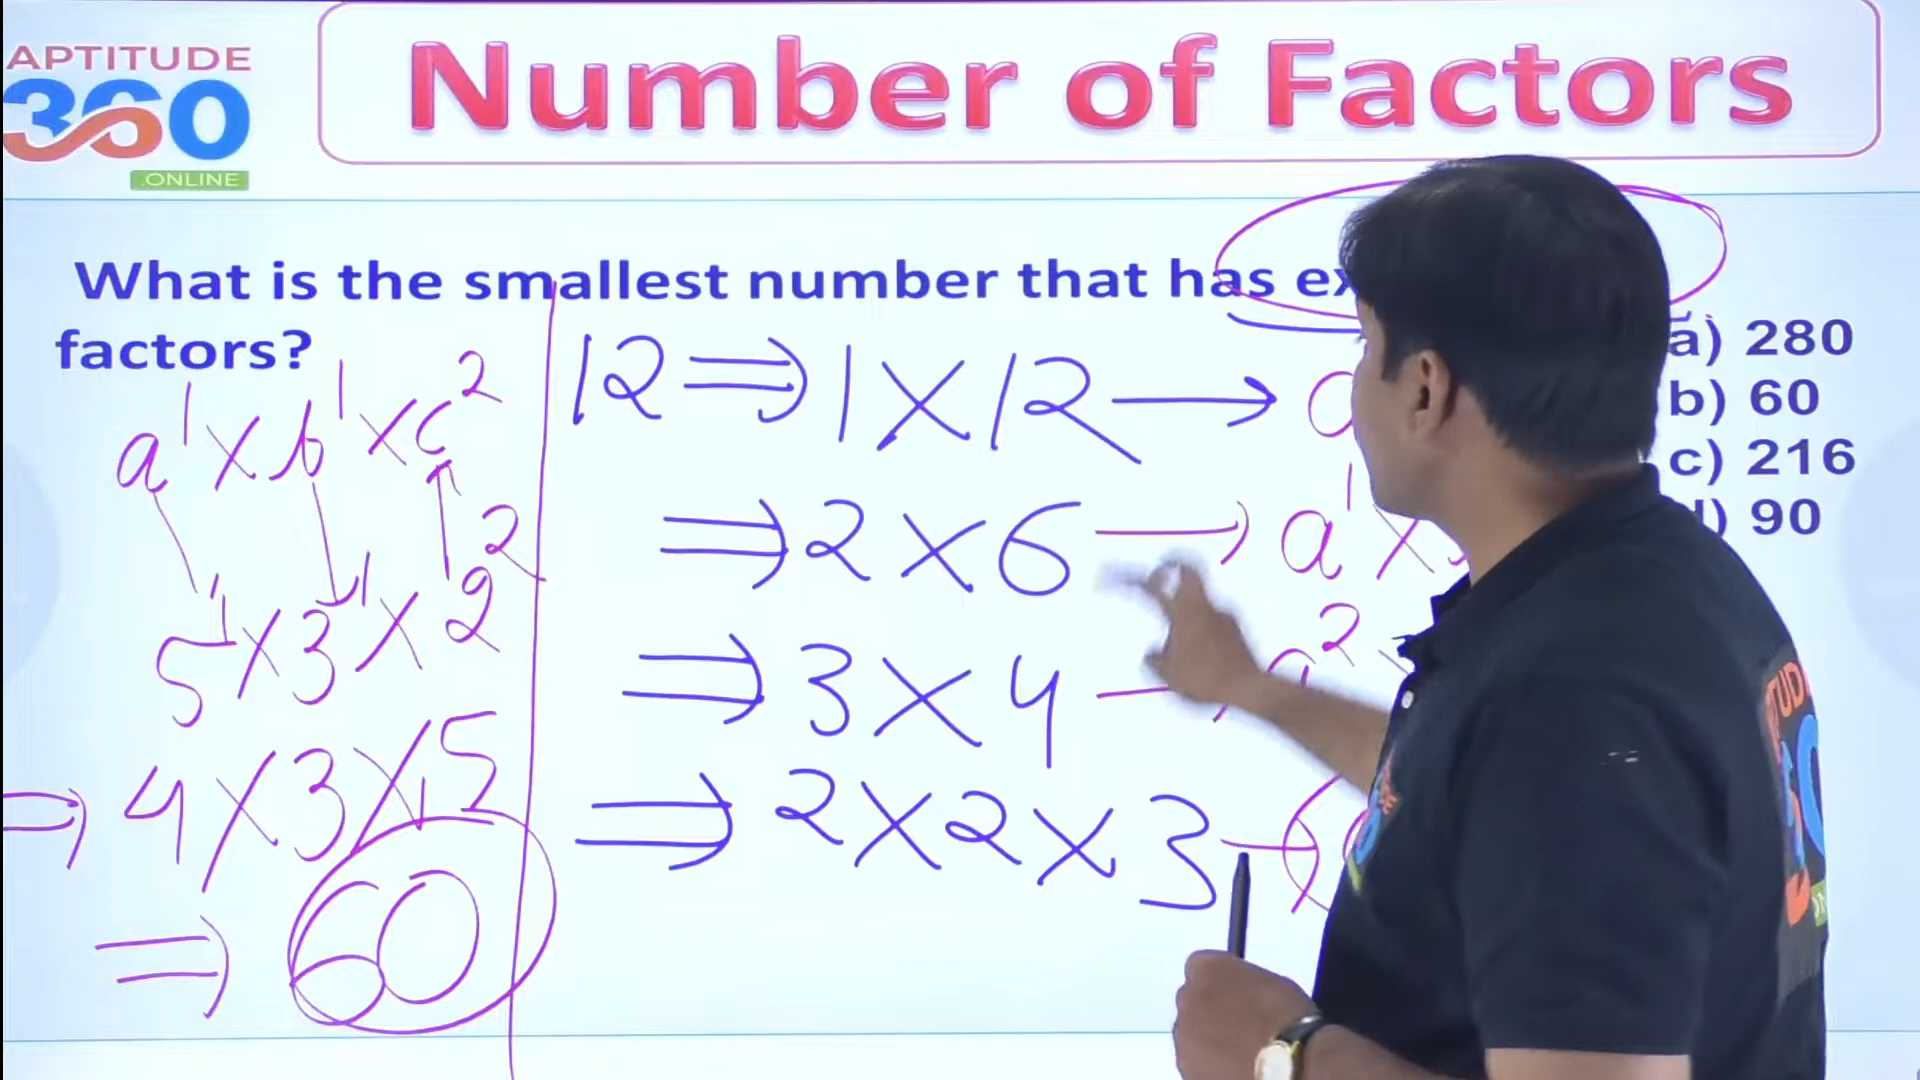 APTITUDE
360
.ONLINE
Number of Factors
What is the smallest number that has
factors?
a) 280
b) 60
c) 216
d) 90
a¹ × b¹ × c²
5¹ × 3¹ × 2²
⇒ 4 × 3 × 5
⇒ 60
12 ⇒ 1 × 12 →
⇒ 2 × 6 → a¹ ×
⇒ 3 × 4
⇒ 2 × 2 × 3